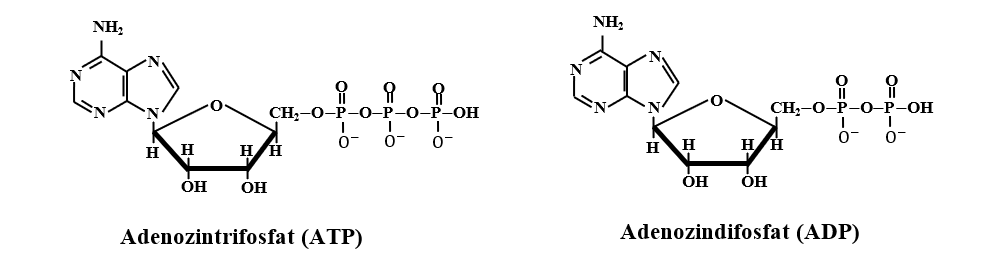 NH₂ NH₂
N N N N
N N N N
O O O O O O O
CH₂–O–P–O–P–O–P–OH CH₂–O–P–O–P–OH
O⁻ O⁻ O⁻ O⁻ O⁻
H H H H H H H H
OH OH OH OH
Adenozintrifosfat (ATP)
Adenozindifosfat (ADP)